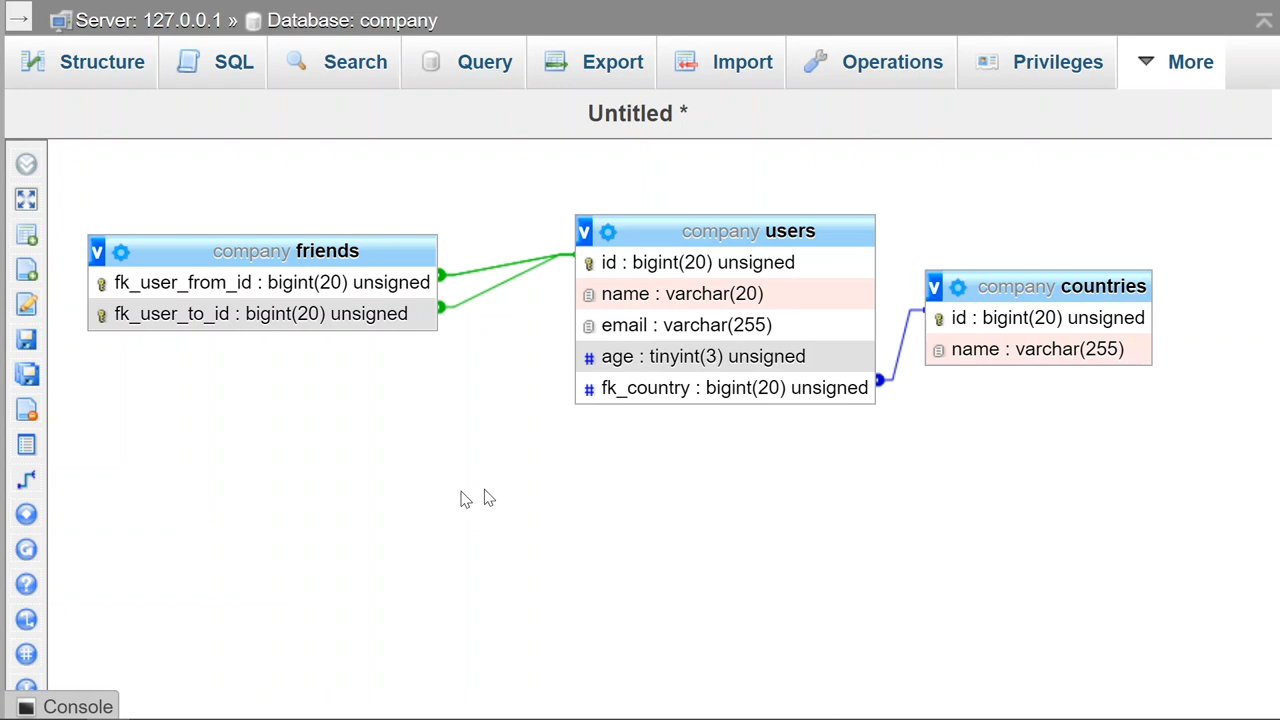 Server: 127.0.0.1 » Database: company
Structure SQL Search Query Export Import Operations Privileges More
Untitled *
v company friends
fk_user_from_id : bigint(20) unsigned
fk_user_to_id : bigint(20) unsigned
v company users
id : bigint(20) unsigned
name : varchar(20)
email : varchar(255)
# age : tinyint(3) unsigned
# fk_country : bigint(20) unsigned
v company countries
id : bigint(20) unsigned
name : varchar(255)
Console